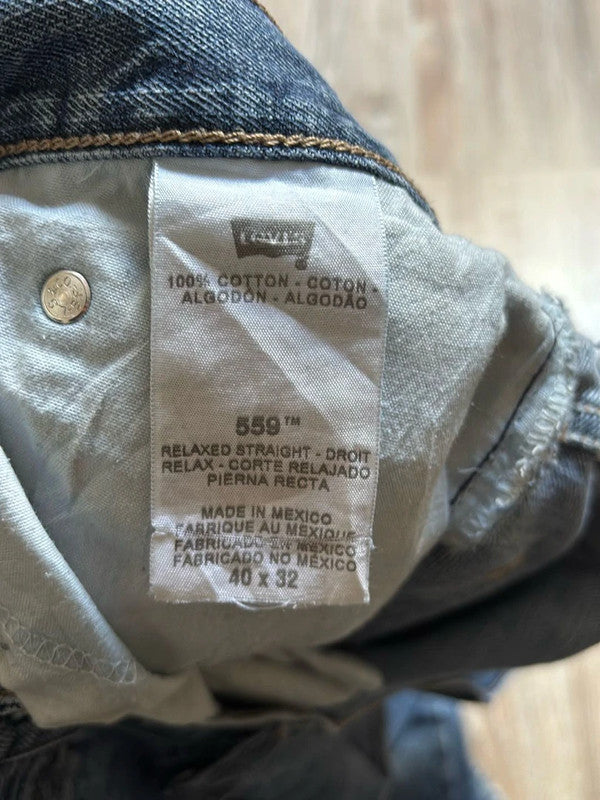 LEVI'S
100% COTTON - COTON -
ALGODÓN - ALGODÃO
559™
RELAXED STRAIGHT - DROIT
RELAX - CORTE RELAJADO
PIERNA RECTA
MADE IN MEXICO
FABRIQUE AU MEXIQUE
FABRICADO EN MEXICO
FABRICADO NO MEXICO
40 x 32